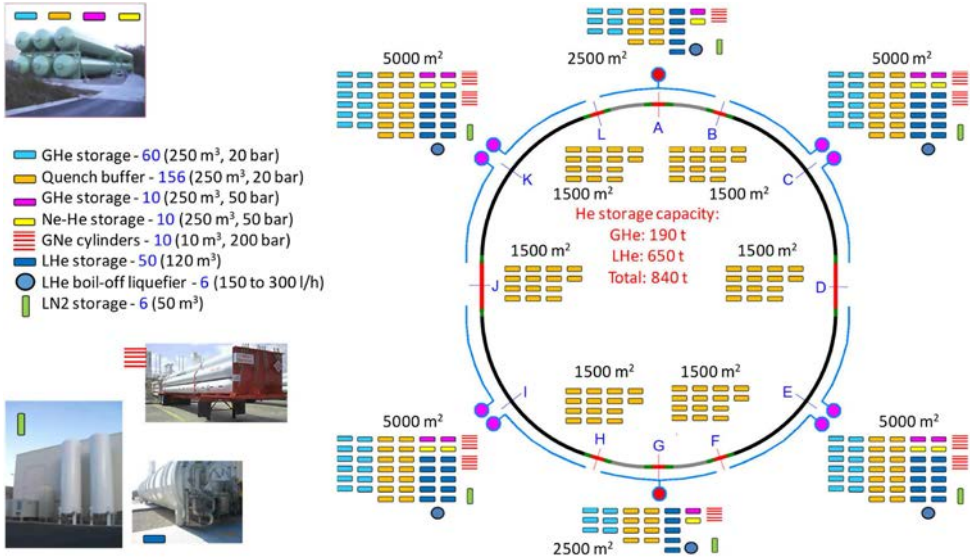 2500 m²
5000 m²
5000 m²
L
A
B
K
C
1500 m²
1500 m²
GHe storage - 60 (250 m³, 20 bar)
Quench buffer - 156 (250 m³, 20 bar)
GHe storage - 10 (250 m³, 50 bar)
Ne-He storage - 10 (250 m³, 50 bar)
GNe cylinders - 10 (10 m³, 200 bar)
LHe storage - 50 (120 m³)
LHe boil-off liquefier - 6 (150 to 300 l/h)
LN2 storage - 6 (50 m³)
He storage capacity:
GHe: 190 t
LHe: 650 t
Total: 840 t
1500 m²
1500 m²
J
D
1500 m²
1500 m²
I
E
5000 m²
5000 m²
H
G
F
2500 m²